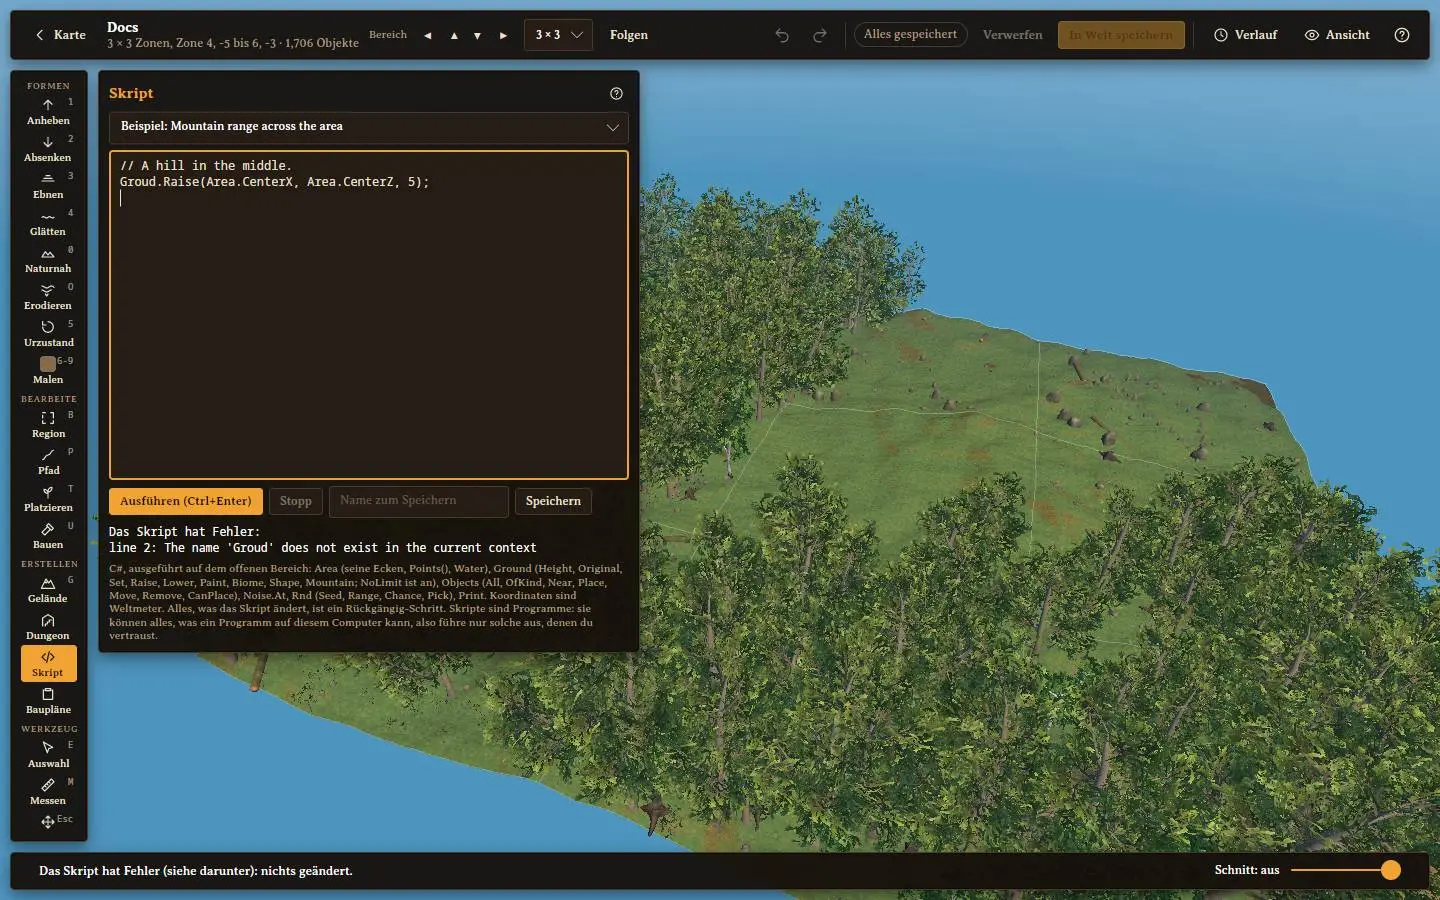 Karte
Docs
3 × 3 Zonen, Zone 4, -5 bis 6, -3 · 1,706 Objekte
Bereich
3 × 3
Folgen
Alles gespeichert
Verwerfen
In Welt speichern
Verlauf
Ansicht
FORMEN
1
Anheben
2
Absenken
3
Ebnen
4
Glätten
0
Naturnah
O
Erodieren
5
Urzustand
6-9
Malen
BEARBEITE
B
Region
P
Pfad
T
Platzieren
U
Bauen
ERSTELLEN
G
Gelände
Dungeon
Skript
Baupläne
WERKZEUG
E
Auswahl
M
Messen
Esc
Skript
Beispiel: Mountain range across the area
// A hill in the middle.
Groud.Raise(Area.CenterX, Area.CenterZ, 5);
Ausführen (Ctrl+Enter)
Stopp
Name zum Speichern
Speichern
Das Skript hat Fehler:
line 2: The name 'Groud' does not exist in the current context
C#, ausgeführt auf dem offenen Bereich: Area (seine Ecken, Points(), Water), Ground (Height, Original,
Set, Raise, Lower, Paint, Biome, Shape, Mountain; NoLimit ist an), Objects (All, OfKind, Near, Place,
Move, Remove, CanPlace), Noise.At, Rnd (Seed, Range, Chance, Pick), Print. Koordinaten sind
Weltmeter. Alles, was das Skript ändert, ist ein Rückgängig-Schritt. Skripte sind Programme: sie
können alles, was ein Programm auf diesem Computer kann, also führe nur solche aus, denen du
vertraust.
Das Skript hat Fehler (siehe darunter): nichts geändert.
Schnitt: aus